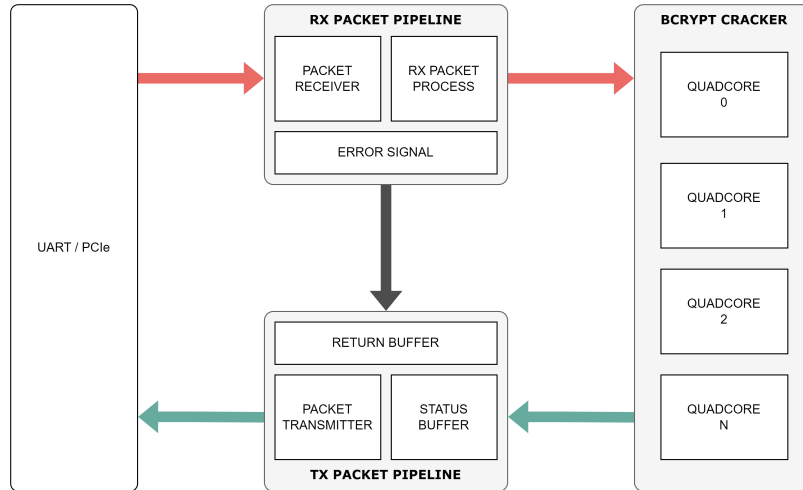 UART / PCIe
RX PACKET PIPELINE
PACKET
RECEIVER
RX PACKET
PROCESS
ERROR SIGNAL
RETURN BUFFER
PACKET
TRANSMITTER
STATUS
BUFFER
TX PACKET PIPELINE
BCRYPT CRACKER
QUADCORE
0
QUADCORE
1
QUADCORE
2
QUADCORE
N